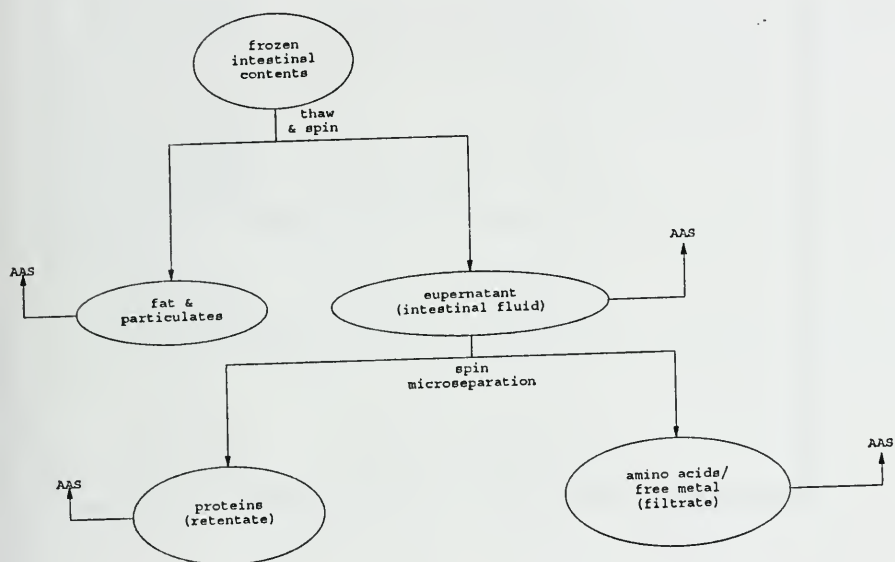 frozen
intestinal
contents
thaw
& spin
AAS
AAS
fat &
particulates
supernatant
(intestinal fluid)
spin
microseparation
AAS
AAS
proteins
(retentate)
amino acids/
free metal
(filtrate)